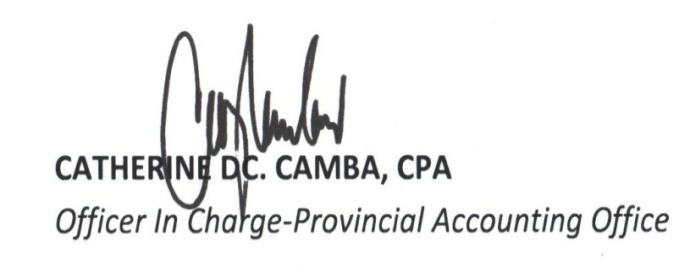 CATHERINE DC. CAMBA, CPA
Officer In Charge-Provincial Accounting Office